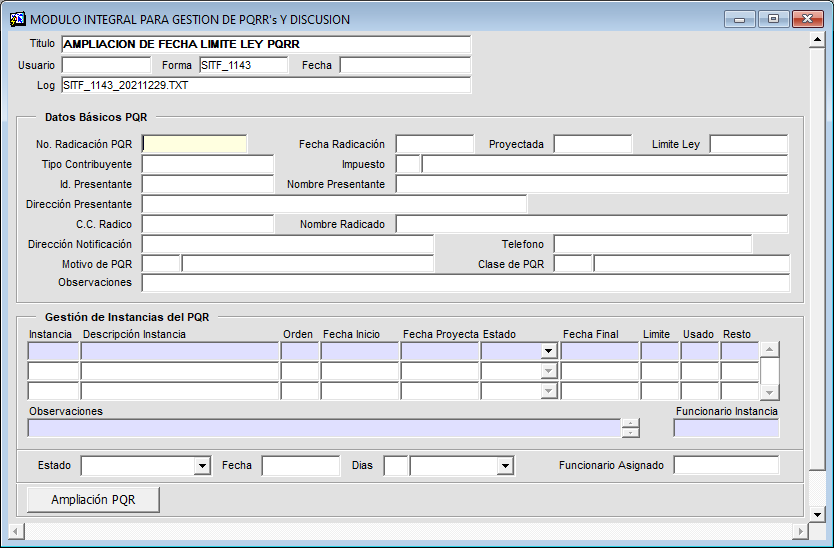 MODULO INTEGRAL PARA GESTION DE PQRR's Y DISCUSION
Titulo AMPLIACION DE FECHA LIMITE LEY PQRR
Usuario Forma SITF_1143 Fecha
Log SITF_1143_20211229.TXT
Datos Básicos PQR
No. Radicación PQR Fecha Radicación Proyectada Limite Ley
Tipo Contribuyente Impuesto
Id. Presentante Nombre Presentante
Dirección Presentante
C.C. Radico Nombre Radicado
Dirección Notificación Telefono
Motivo de PQR Clase de PQR
Observaciones
Gestión de Instancias del PQR
Instancia Descripción Instancia Orden Fecha Inicio Fecha Proyecta Estado Fecha Final Limite Usado Resto
Observaciones Funcionario Instancia
Estado Fecha Dias Funcionario Asignado
Ampliación PQR